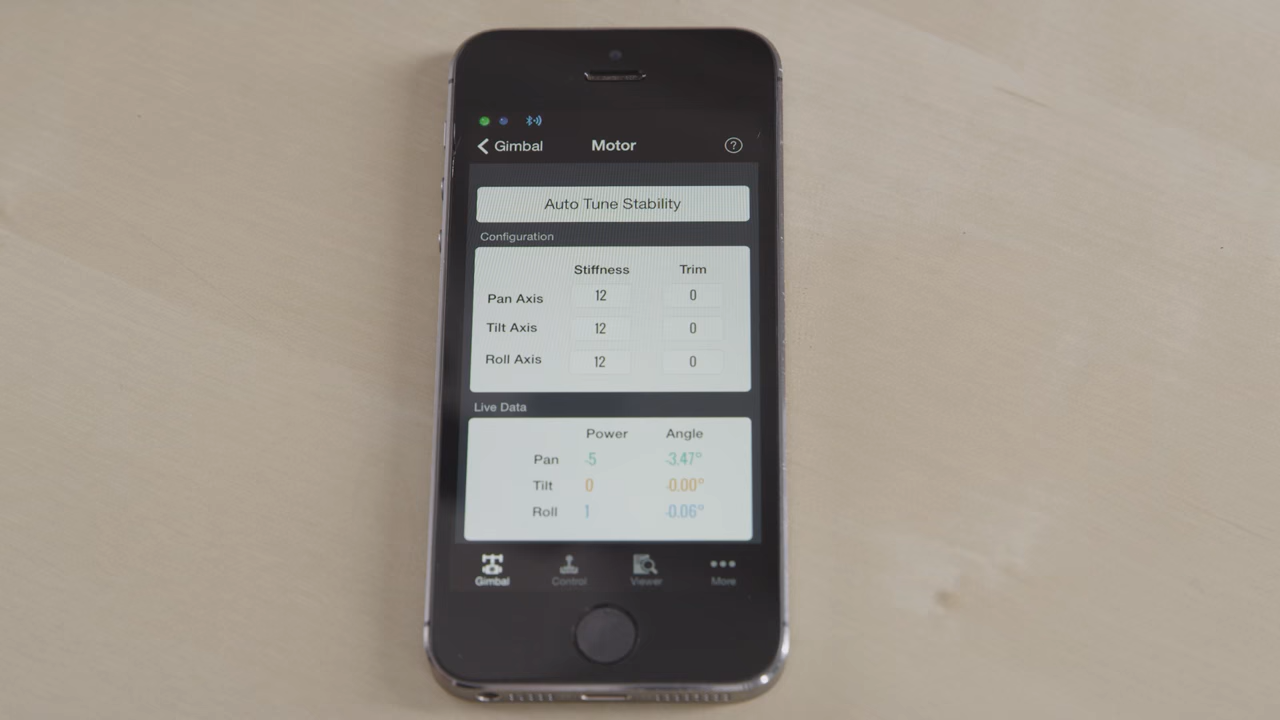 Gimbal Motor ?
Auto Tune Stability
Configuration
Stiffness Trim
Pan Axis 12 0
Tilt Axis 12 0
Roll Axis 12 0
Live Data
Power Angle
Pan -5 -3.47°
Tilt 0 -0.00°
Roll 1 -0.06°
Gimbal Control Viewer More